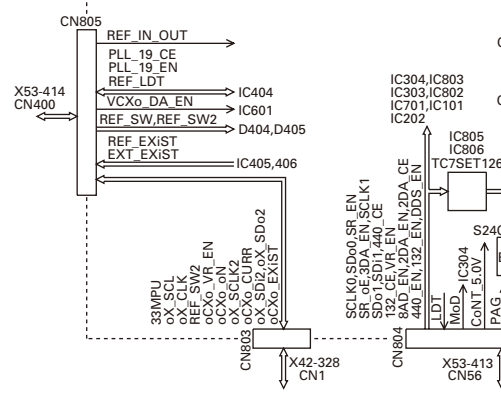 CN805
REF_IN_OUT
PLL_19_CE
PLL_19_EN
REF_LDT
IC404
VCXo_DA_EN
IC601
REF_SW,REF_SW2
D404,D405
REF_EXiST
EXT_EXiST
IC405,406
X53-414
CN400
IC304,IC803
IC303,IC802
IC701,IC101
IC202
IC805
IC806
TC7SET126
S240
33MPU
oX_SCL
oX_CLK
REF_SW2
oCXo_VR_EN
oCXo_oN
oX_SCLK2
oCXo_CURR
oX_SDi2,oX_SDo2
oCXo_EXiST
CN803
X42-328
CN1
SCLK0,SDo0,SR_EN
SR_oE,3DA_EN,SCLK1
SDo1,SDi1,440_CE
132_CE,VR_EN
8AD_EN,2DA_EN,2DA_CE
440_EN,132_EN,DDS_EN
LDT
MoD
IC304
CoNT_5.0V
PAG
CN804
X53-413
CN56